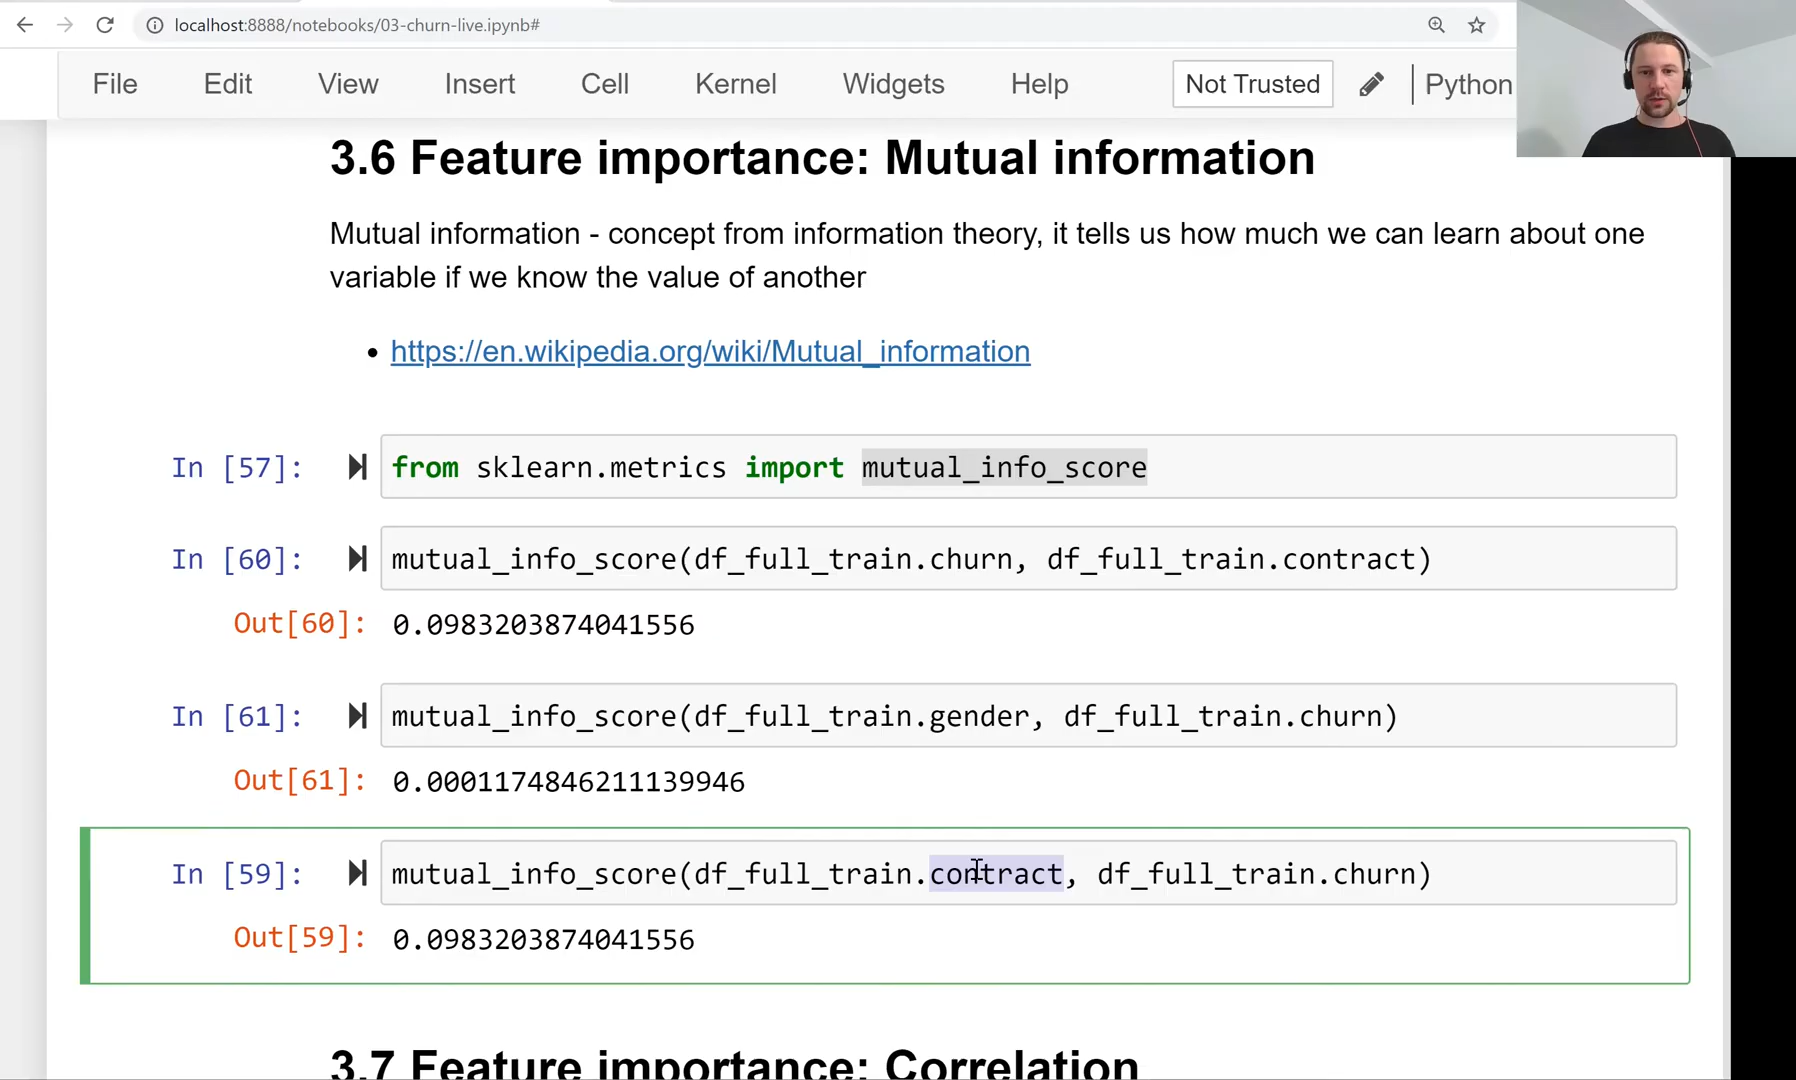 localhost:8888/notebooks/03-churn-live.ipynb#
File Edit View Insert Cell Kernel Widgets Help Not Trusted Python
3.6 Feature importance: Mutual information
Mutual information - concept from information theory, it tells us how much we can learn about one
variable if we know the value of another
https://en.wikipedia.org/wiki/Mutual_information
In [57]: from sklearn.metrics import mutual_info_score
In [60]: mutual_info_score(df_full_train.churn, df_full_train.contract)
Out[60]: 0.0983203874041556
In [61]: mutual_info_score(df_full_train.gender, df_full_train.churn)
Out[61]: 0.0001174846211139946
In [59]: mutual_info_score(df_full_train.contract, df_full_train.churn)
Out[59]: 0.0983203874041556
3.7 Feature importance: Correlation